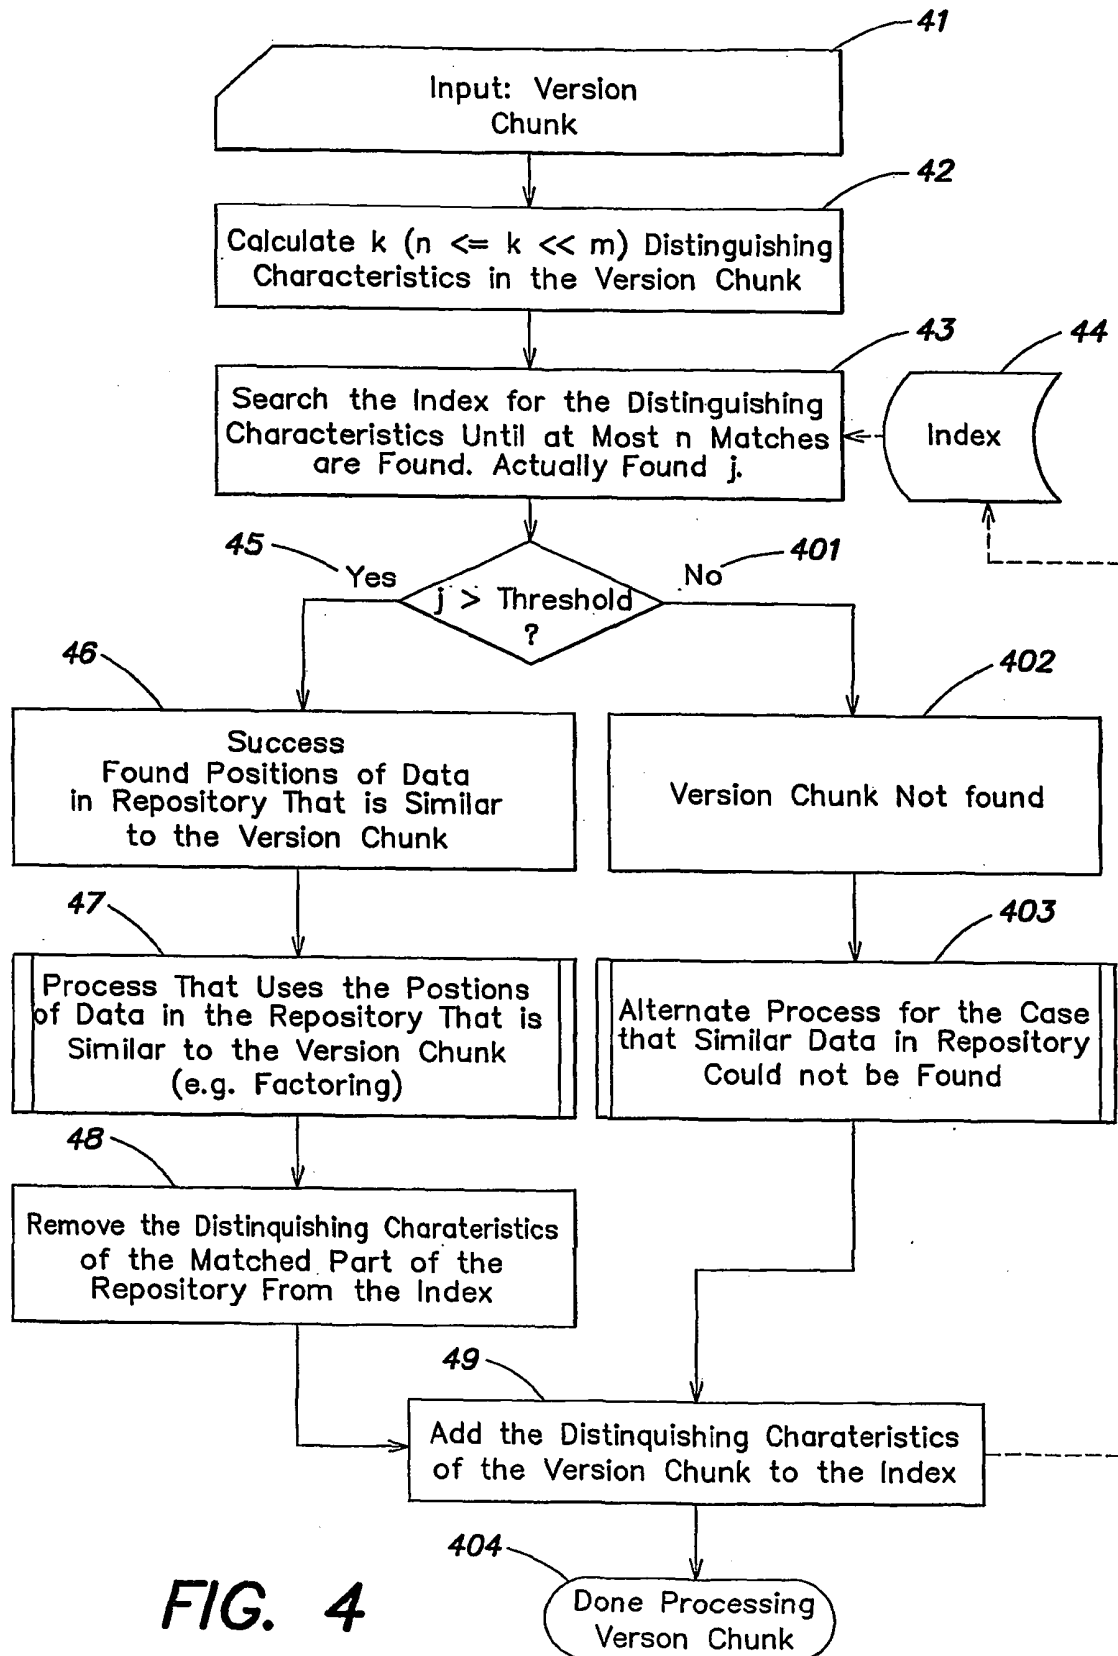 41
Input: Version
Chunk
42
Calculate k (n <= k << m) Distinguishing
Characteristics in the Version Chunk
43
44
Search the Index for the Distinguishing
Characteristics Until at Most n Matches
are Found. Actually Found j.
Index
45
Yes
401
No
j > Threshold
?
46
402
Success
Found Positions of Data
in Repository That is Similar
to the Version Chunk
Version Chunk Not found
47
403
Process That Uses the Postions
of Data in the Repository That is
Similar to the Version Chunk
(e.g. Factoring)
Alternate Process for the Case
that Similar Data in Repository
Could not be Found
48
Remove the Distinquishing Charateristics
of the Matched Part of the
Repository From the Index
49
Add the Distinquishing Charateristics
of the Version Chunk to the Index
404
Done Processing
Verson Chunk
FIG. 4